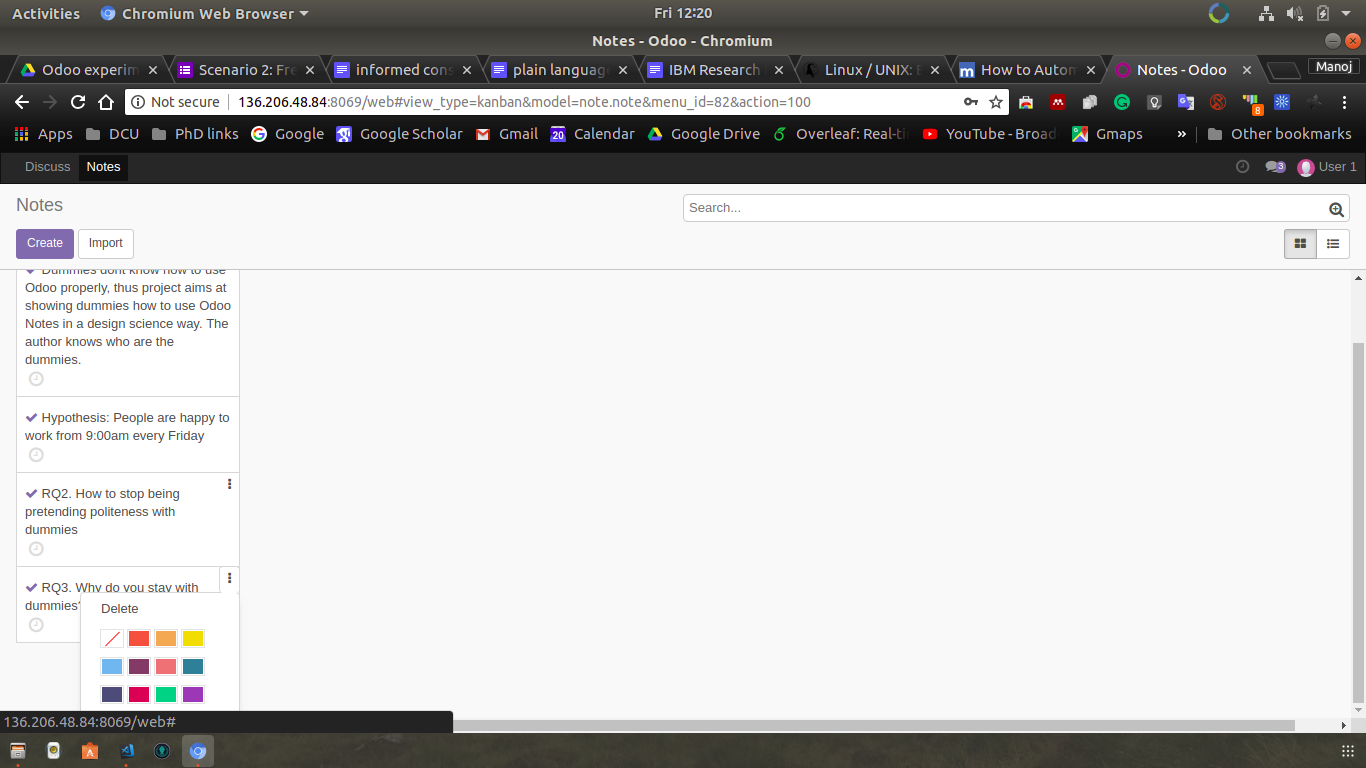 Activities Chromium Web Browser Fri 12:20
Notes - Odoo - Chromium
Odoo experim Scenario 2: Fre informed cons plain language IBM Research Linux / UNIX: E How to Autom Notes - Odoo Manoj
Not secure 136.206.48.84:8069/web#view_type=kanban&model=note.note&menu_id=82&action=100 8
Apps DCU PhD links Google Google Scholar Gmail 20 Calendar Google Drive Overleaf: Real-ti YouTube - Broad Gmaps » Other bookmarks
Discuss Notes 3 User 1
Notes Search...
Create Import
Dummies dont know how to use
Odoo properly, thus project aims at
showing dummies how to use Odoo
Notes in a design science way. The
author knows who are the
dummies.
Hypothesis: People are happy to
work from 9:00am every Friday
RQ2. How to stop being
pretending politeness with
dummies
RQ3. Why do you stay with
dummies?
Delete
136.206.48.84:8069/web#